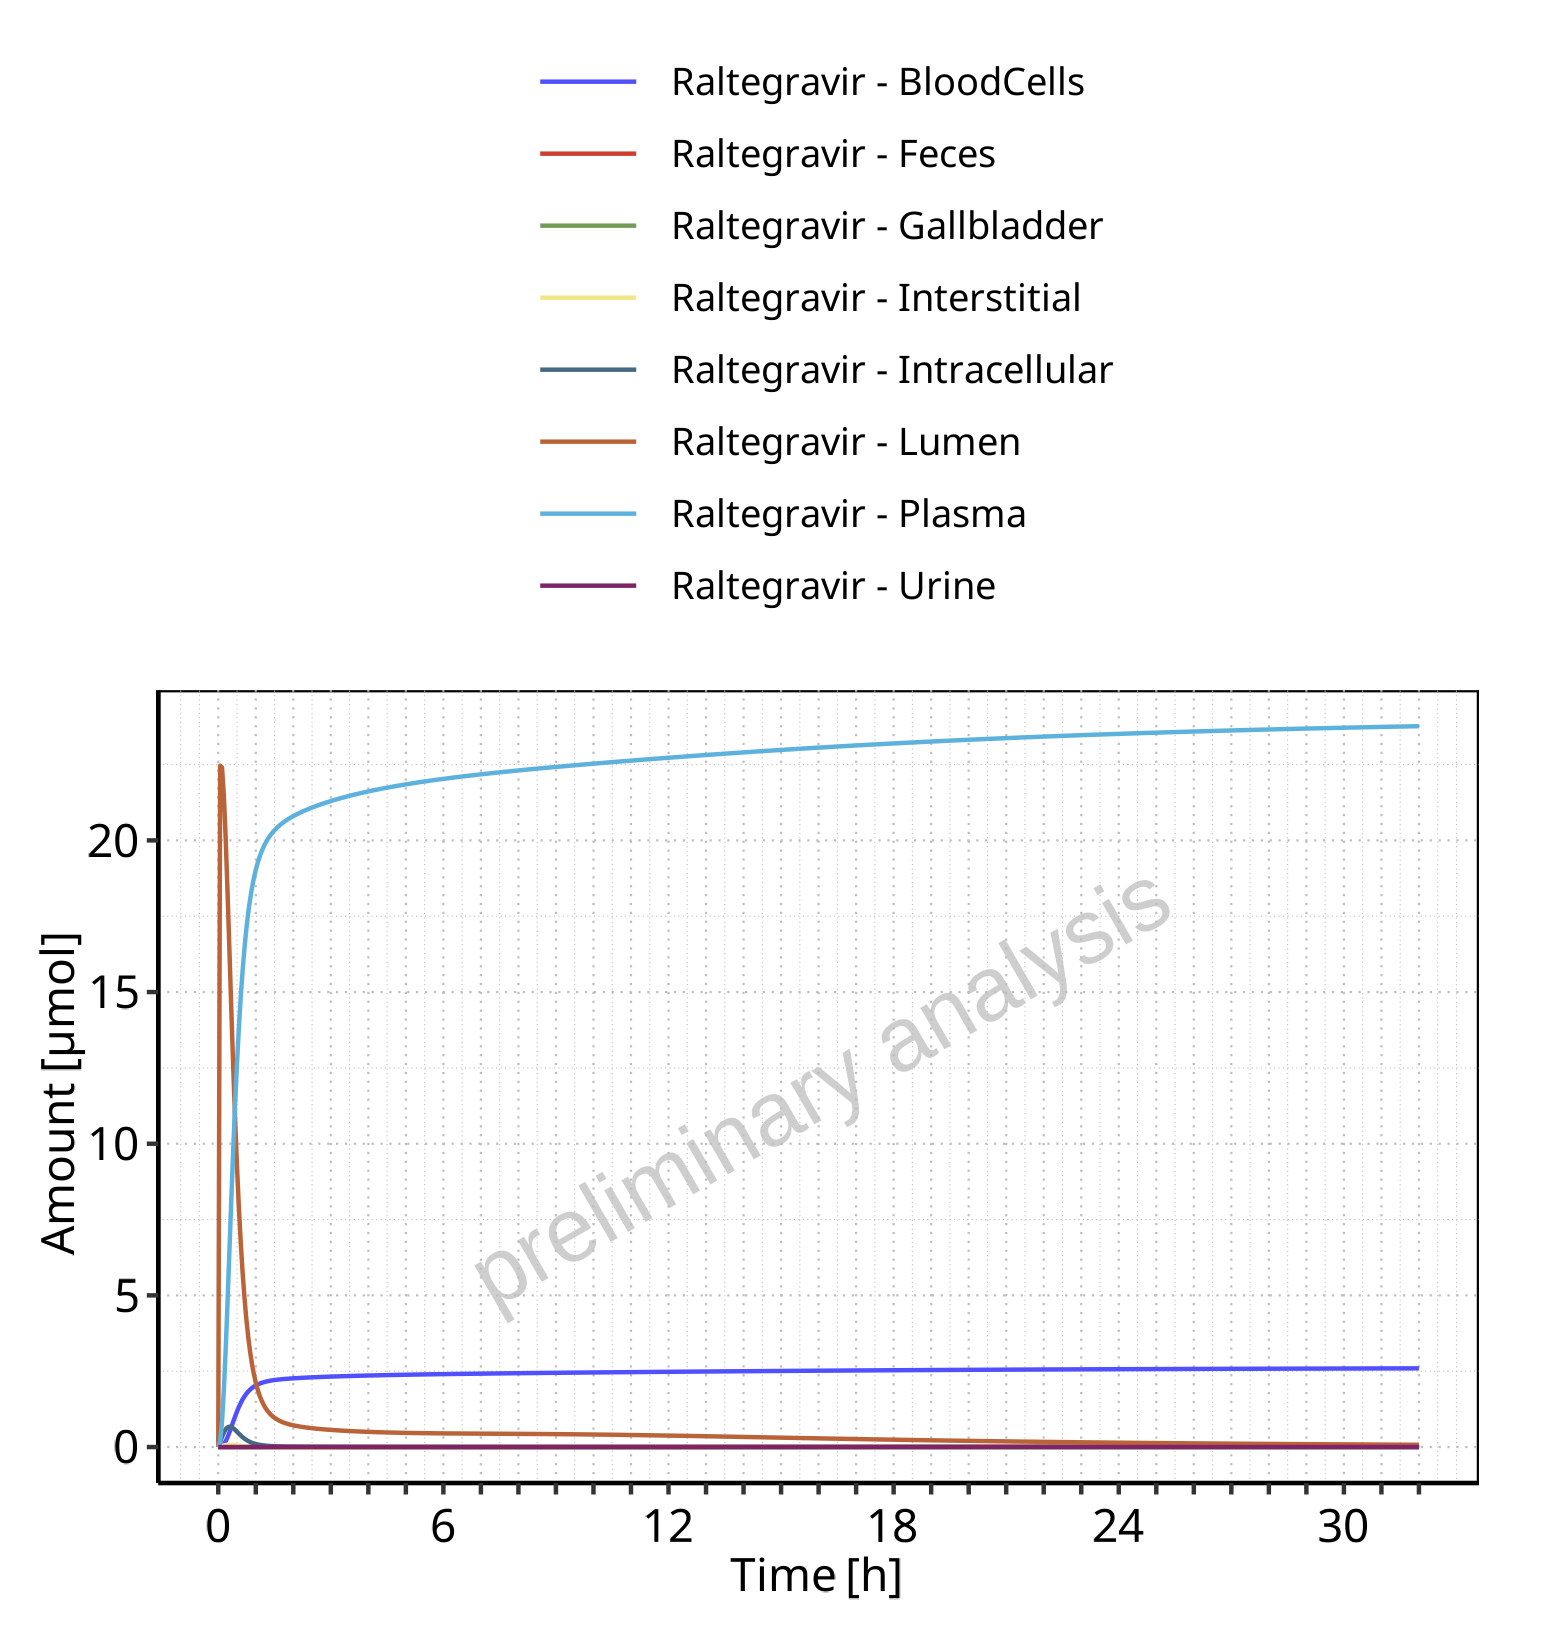 Raltegravir - BloodCells
Raltegravir - Feces
Raltegravir - Gallbladder
Raltegravir - Interstitial
Raltegravir - Intracellular
Raltegravir - Lumen
Raltegravir - Plasma
Raltegravir - Urine
20
15
10
5
0
Amount [µmol]
preliminary analysis
0 6 12 18 24 30
Time [h]